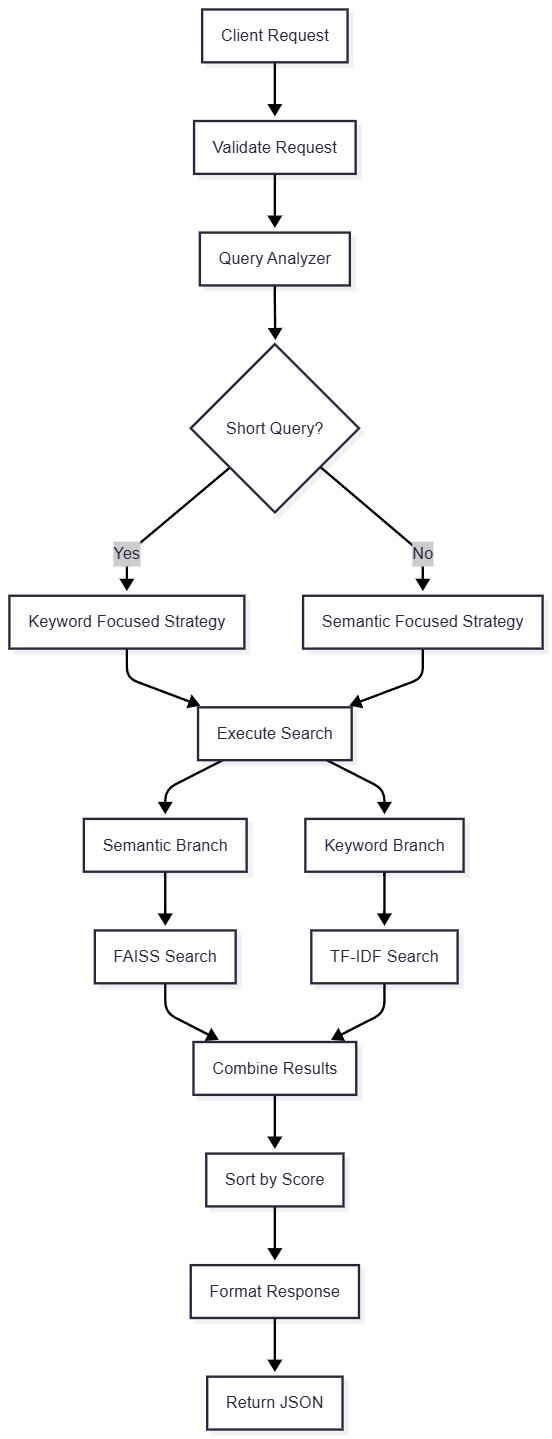 Client Request
Validate Request
Query Analyzer
Short Query?
Yes
No
Keyword Focused Strategy
Semantic Focused Strategy
Execute Search
Semantic Branch
Keyword Branch
FAISS Search
TF-IDF Search
Combine Results
Sort by Score
Format Response
Return JSON